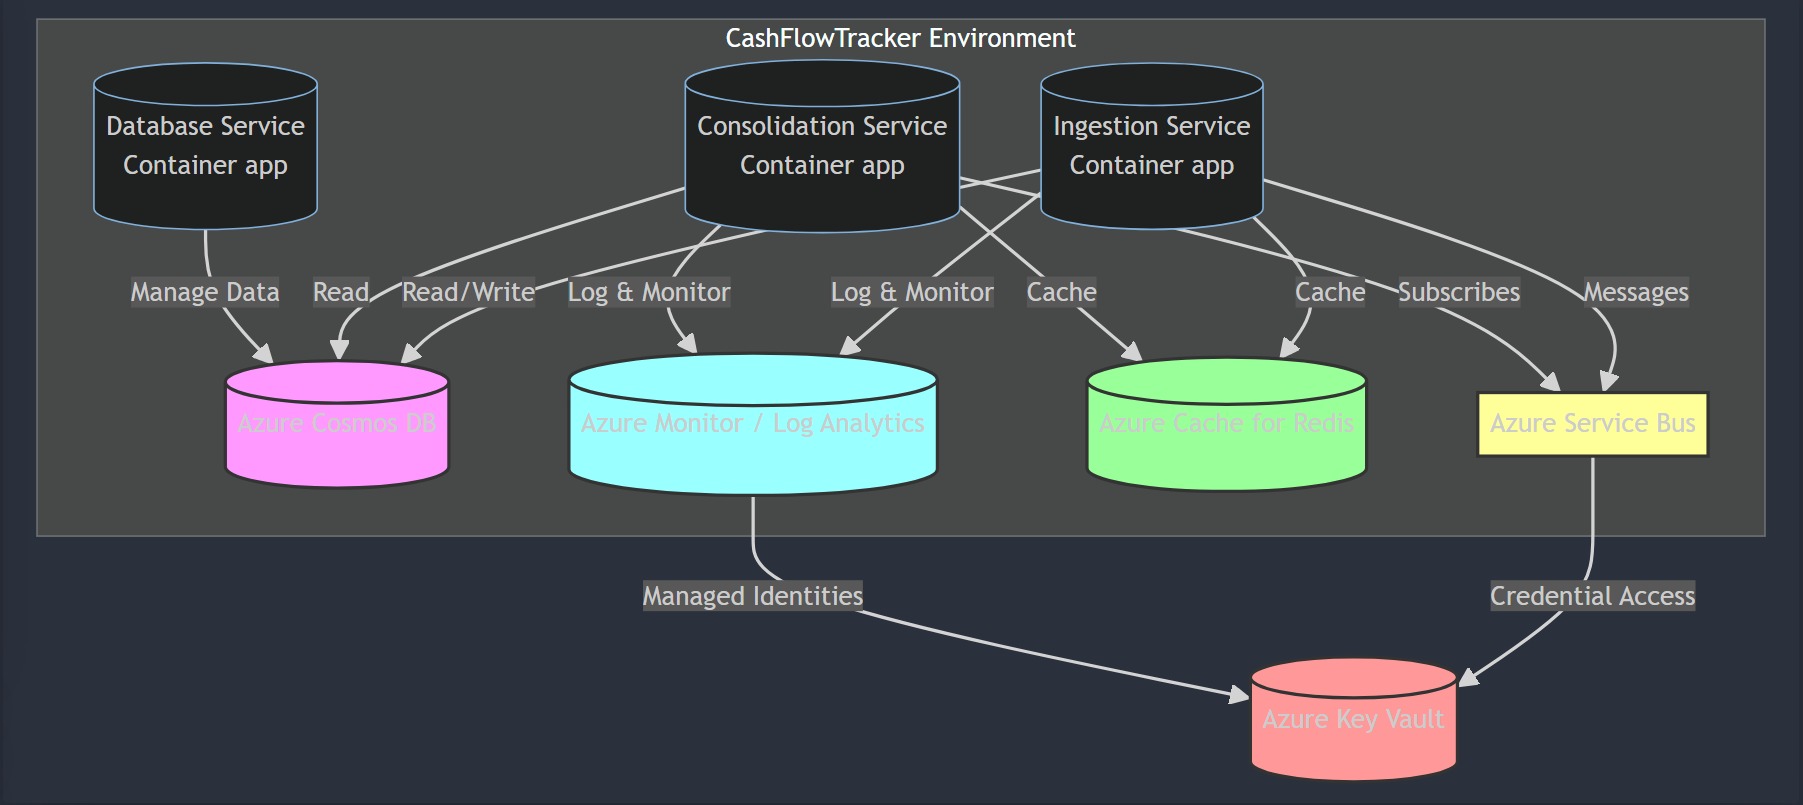 CashFlowTracker Environment
Database Service
Container app
Consolidation Service
Container app
Ingestion Service
Container app
Manage Data
Read
Read/Write
Log & Monitor
Log & Monitor
Cache
Cache
Subscribes
Messages
Azure Cosmos DB
Azure Monitor / Log Analytics
Azure Cache for Redis
Azure Service Bus
Managed Identities
Credential Access
Azure Key Vault